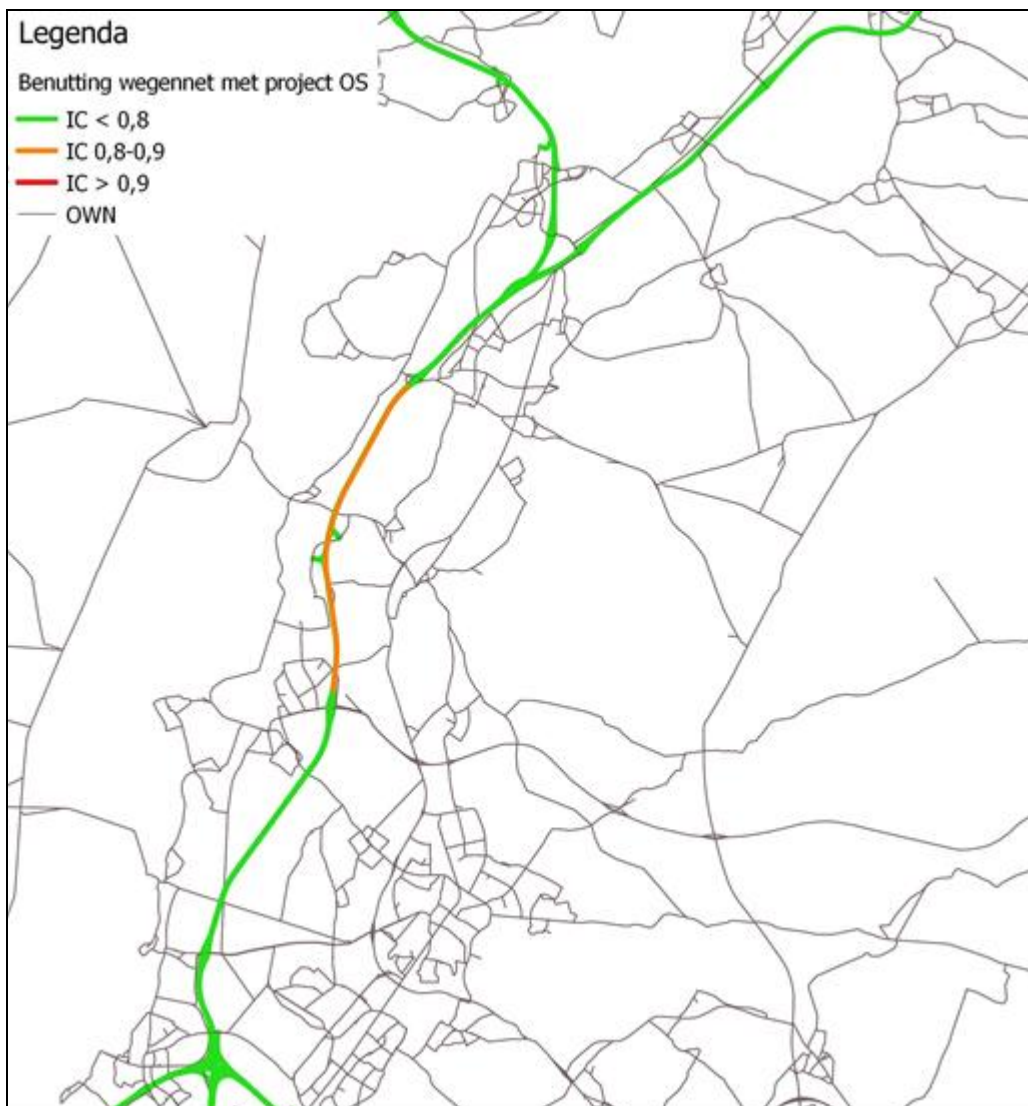 Legenda
Benutting wegennet met project OS
IC < 0,8
IC 0,8-0,9
IC > 0,9
OWN